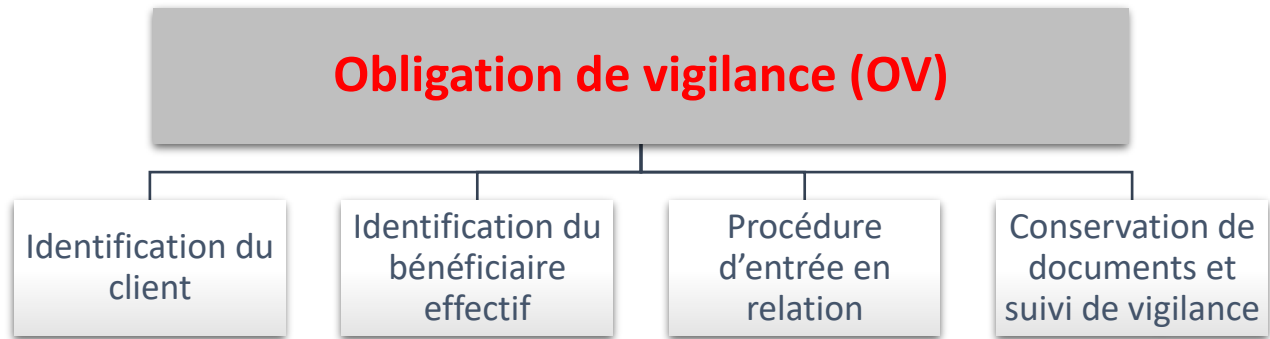 Obligation de vigilance (OV)
Identification du
client
Identification du
bénéficiaire
effectif
Procédure
d’entrée en
relation
Conservation de
documents et
suivi de vigilance